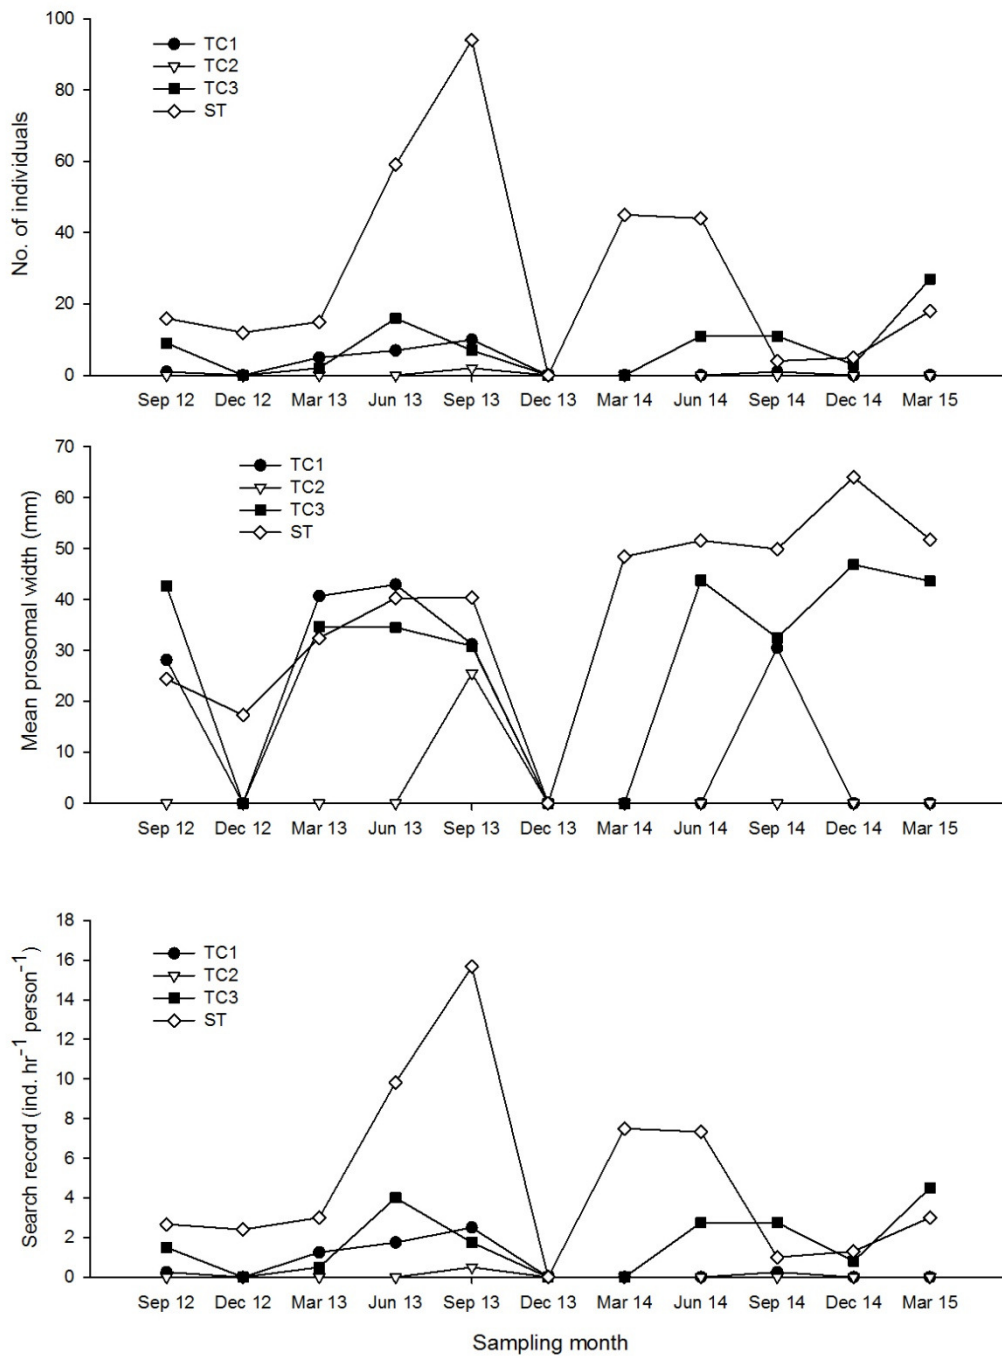 100
80
60
40
20
0
No. of individuals
TC1
TC2
TC3
ST
Sep 12 Dec 12 Mar 13 Jun 13 Sep 13 Dec 13 Mar 14 Jun 14 Sep 14 Dec 14 Mar 15
70
60
50
40
30
20
10
0
Mean prosomal width (mm)
TC1
TC2
TC3
ST
Sep 12 Dec 12 Mar 13 Jun 13 Sep 13 Dec 13 Mar 14 Jun 14 Sep 14 Dec 14 Mar 15
18
16
14
12
10
8
6
4
2
0
Search record (ind. hr⁻¹ person⁻¹)
TC1
TC2
TC3
ST
Sep 12 Dec 12 Mar 13 Jun 13 Sep 13 Dec 13 Mar 14 Jun 14 Sep 14 Dec 14 Mar 15
Sampling month